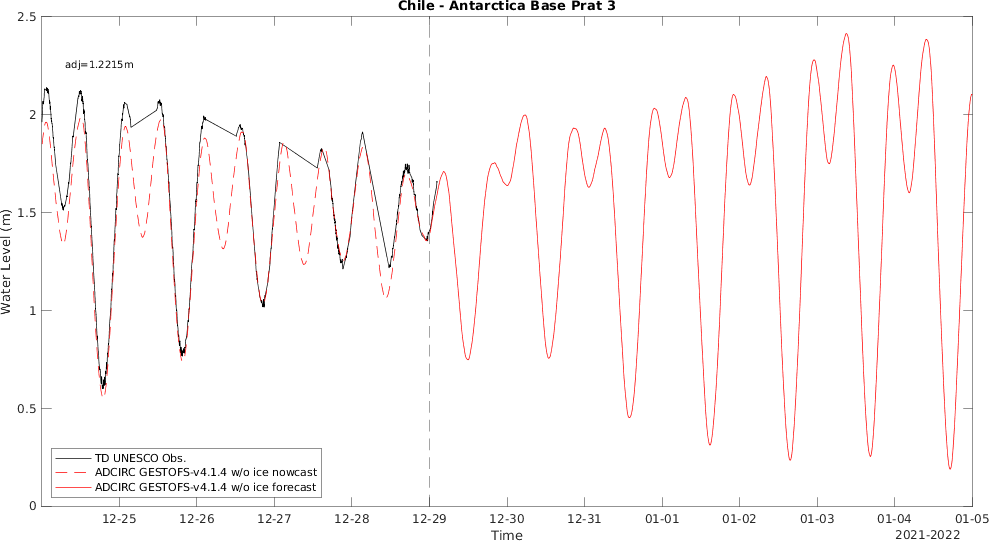 Chile - Antarctica Base Prat 3
2.5
adj=1.2215m
2
1.5
Water Level (m)
1
0.5
TD UNESCO Obs.
ADCIRC GESTOFS-v4.1.4 w/o ice nowcast
ADCIRC GESTOFS-v4.1.4 w/o ice forecast
0
12-25 12-26 12-27 12-28 12-29 12-30 12-31 01-01 01-02 01-03 01-04 01-05
Time
2021-2022